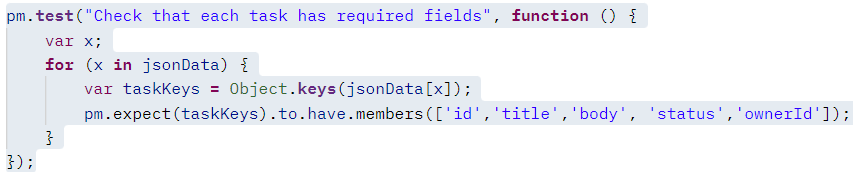 pm.test("Check that each task has required fields", function () {
    var x;
    for (x in jsonData) {
        var taskKeys = Object.keys(jsonData[x]);
        pm.expect(taskKeys).to.have.members(['id','title','body', 'status','ownerId']);
    }
});